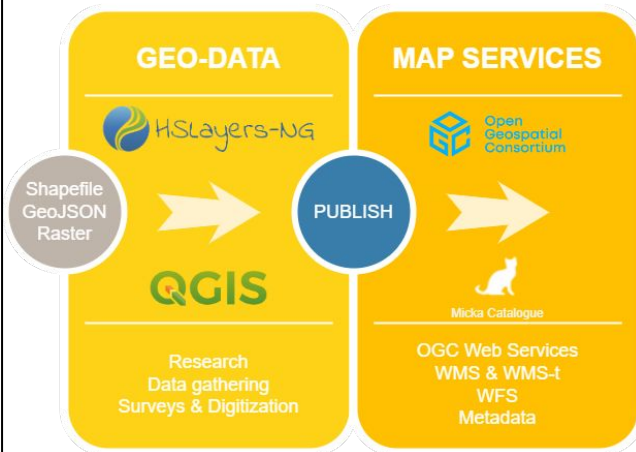 GEO-DATA
HSLayers-NG
Shapefile
GeoJSON
Raster
QGIS
Research
Data gathering
Surveys & Digitization
PUBLISH
MAP SERVICES
OGC
Open
Geospatial
Consortium
Micka Catalogue
OGC Web Services
WMS & WMS-t
WFS
Metadata